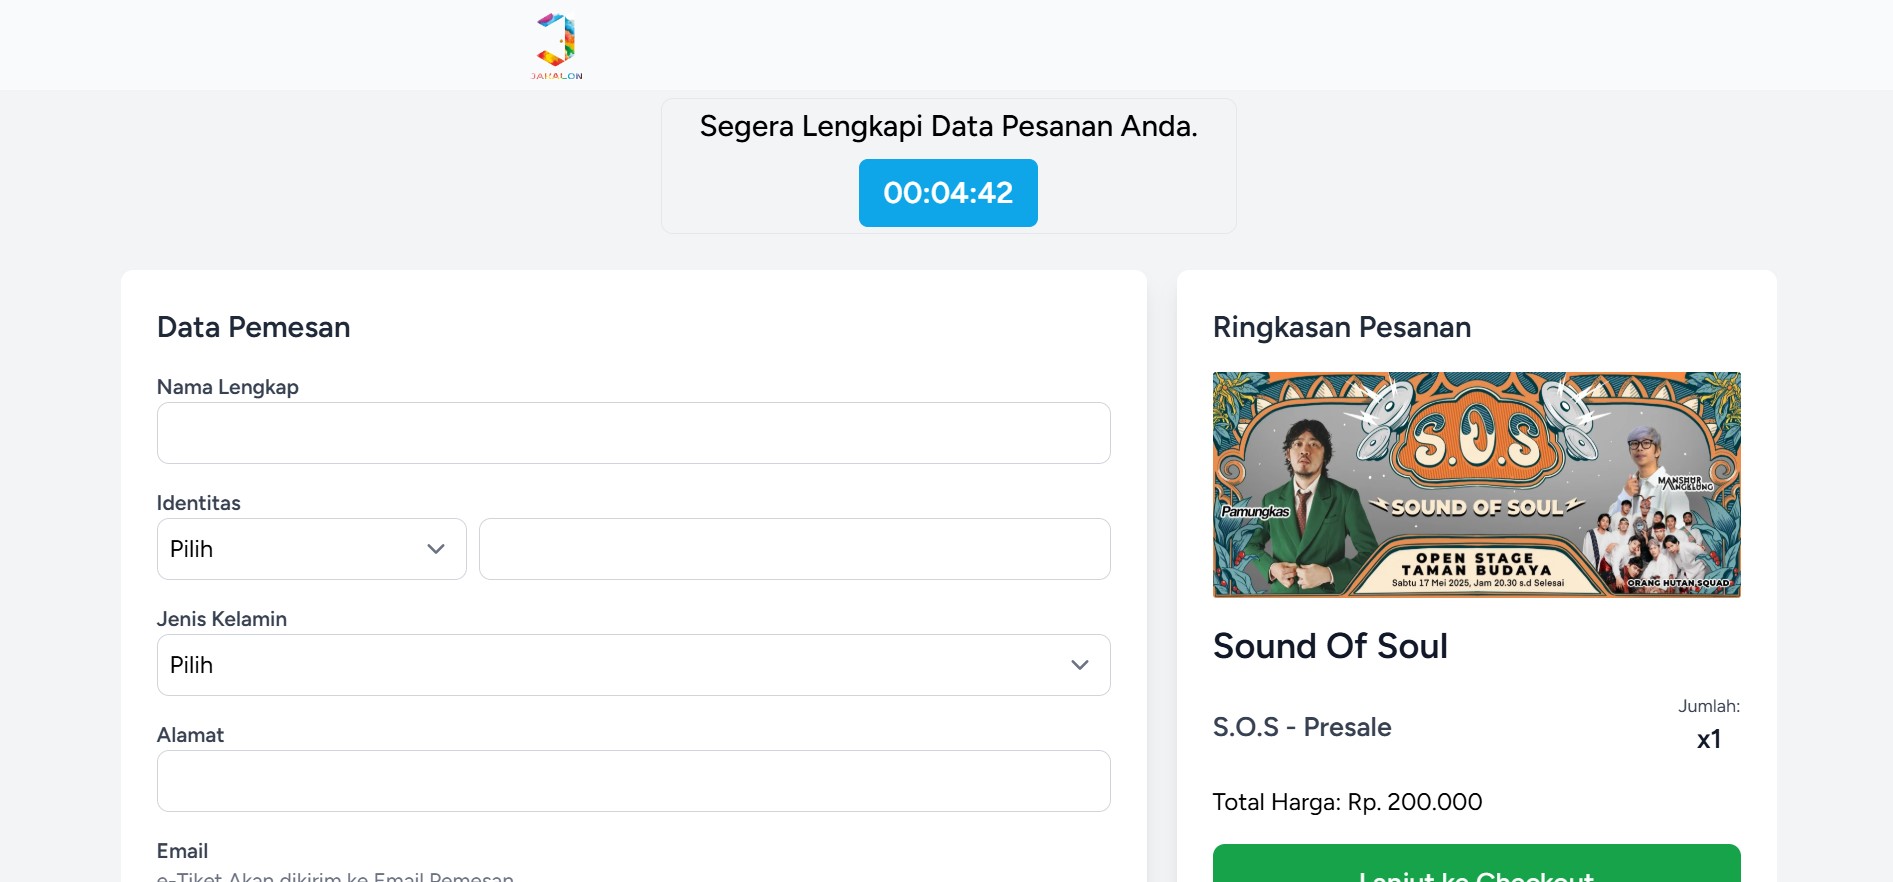 JAHALON
Segera Lengkapi Data Pesanan Anda.
00:04:42
Data Pemesan
Nama Lengkap
Identitas
Pilih
Jenis Kelamin
Pilih
Alamat
Email
e-Tiket Akan dikirim ke Email Pemesan
Ringkasan Pesanan
S.O.S
SOUND OF SOUL
Pamungkas
MANSHUR ANGKLUNG
OPEN STAGE
TAMAN BUDAYA
Sabtu 17 Mei 2025, Jam 20.30 s.d Selesai
ORANG HUTAN SQUAD
Sound Of Soul
S.O.S - Presale
Jumlah:
x1
Total Harga: Rp. 200.000
Lanjut ke Checkout